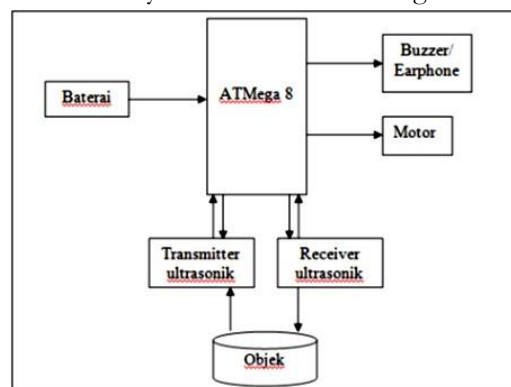 Buzzer/
Earphone
Baterai
ATMega 8
Motor
Transmitter
ultrasonik
Receiver
ultrasonik
Objek